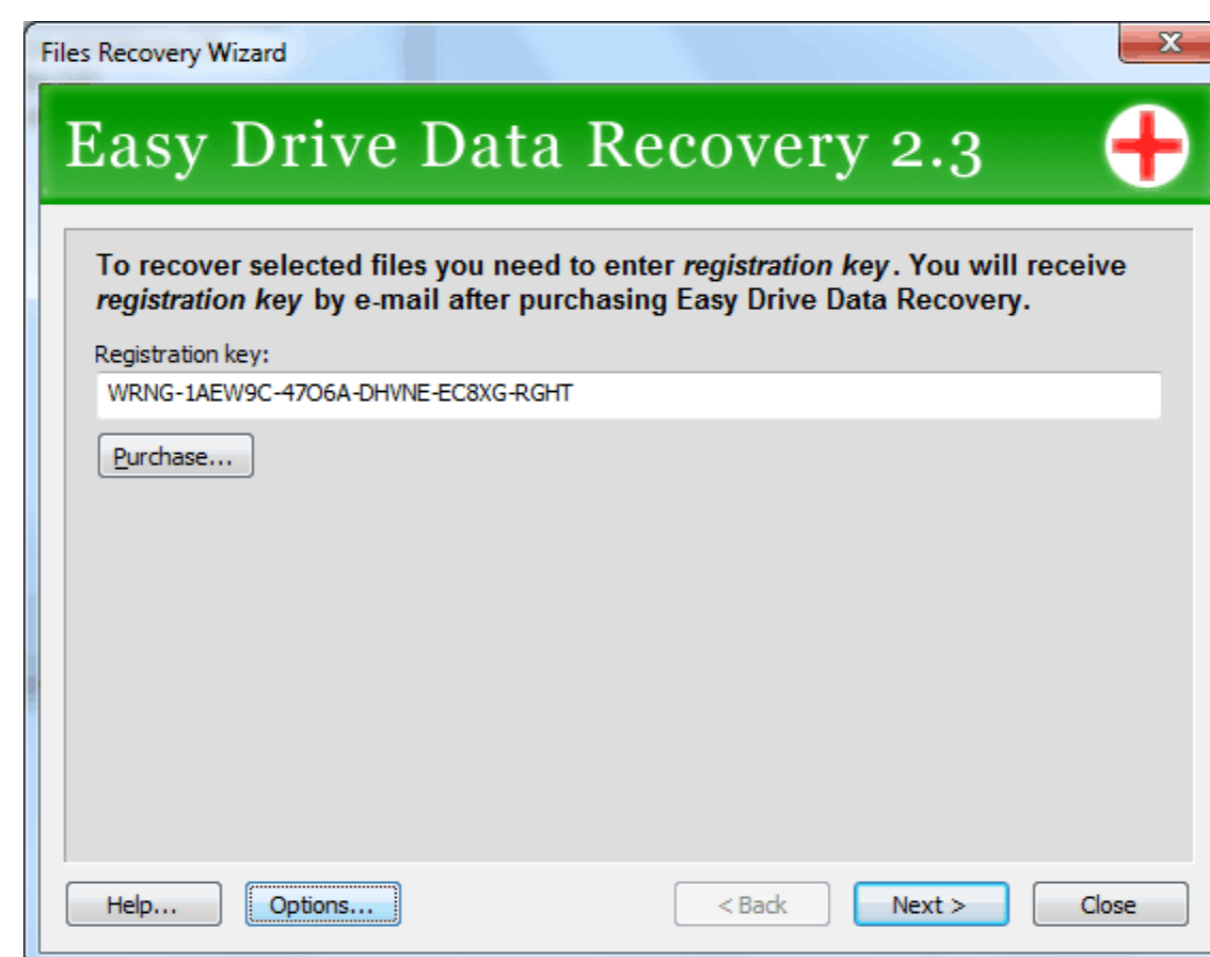 Files Recovery Wizard
x
Easy Drive Data Recovery 2.3
To recover selected files you need to enter registration key. You will receive
registration key by e-mail after purchasing Easy Drive Data Recovery.
Registration key:
WRNG-1AEW9C-47O6A-DHVNE-EC8XG-RGHT
Purchase...
Help... Options... < Back Next > Close